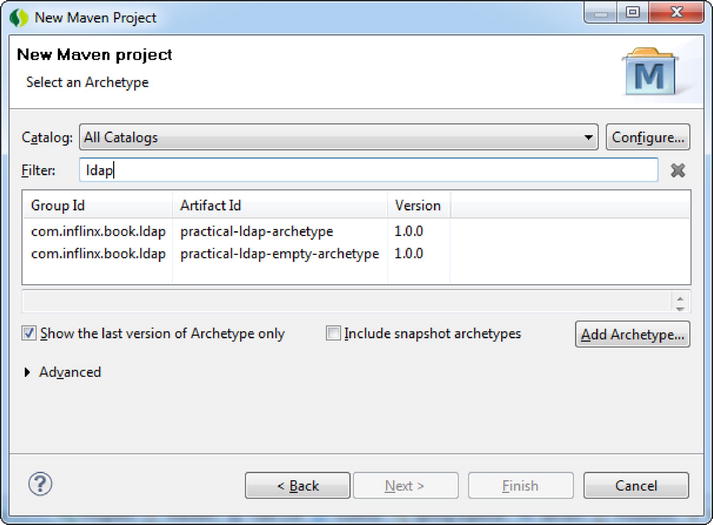 New Maven Project
New Maven project
Select an Archetype
M
Catalog: All Catalogs Configure...
Filter: ldap
Group Id Artifact Id Version
com.inflinx.book.ldap practical-ldap-archetype 1.0.0
com.inflinx.book.ldap practical-ldap-empty-archetype 1.0.0
Show the last version of Archetype only Include snapshot archetypes Add Archetype...
Advanced
? < Back Next > Finish Cancel